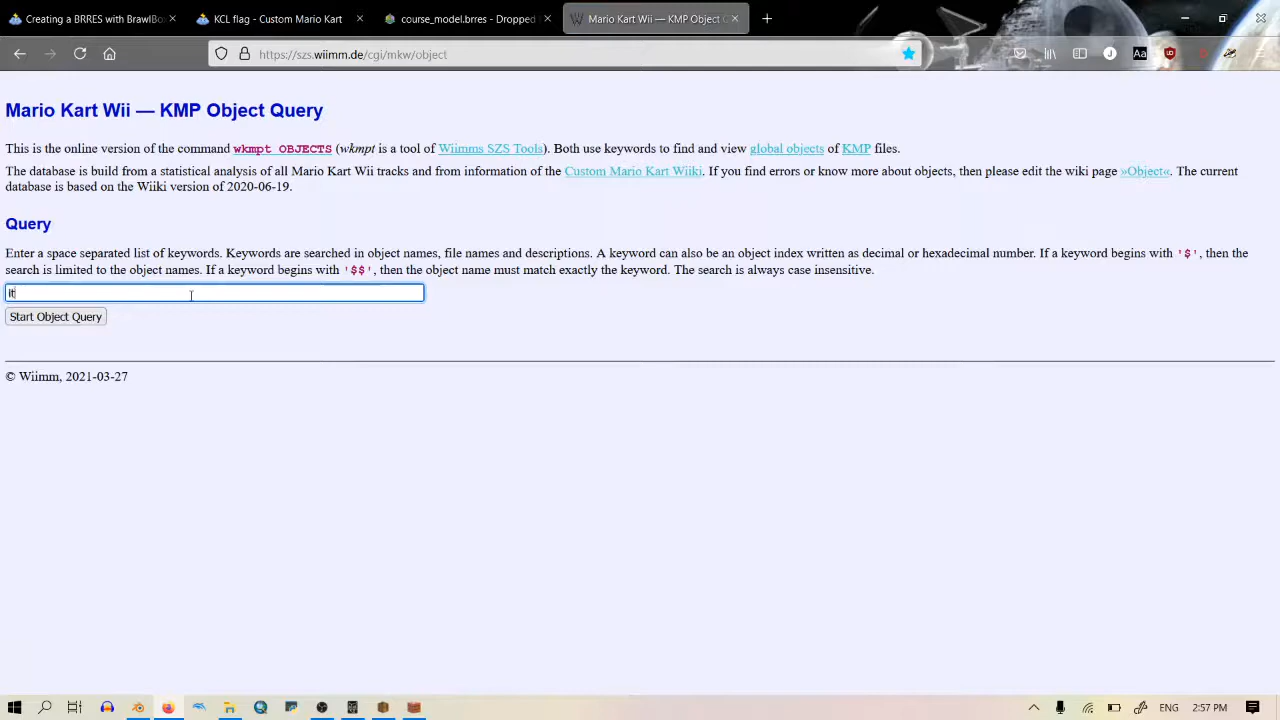 Creating a BRRES with BrawlBo
KCL flag - Custom Mario Kart
course_model.brres - Dropped
Mario Kart Wii — KMP Object Q
https://szs.wiimm.de/cgi/mkw/object
Mario Kart Wii — KMP Object Query
This is the online version of the command wkmpt OBJECTS (wkmpt is a tool of Wiimms SZS Tools). Both use keywords to find and view global objects of KMP files.
The database is build from a statistical analysis of all Mario Kart Wii tracks and from information of the Custom Mario Kart Wiiki. If you find errors or know more about objects, then please edit the wiki page »Object«. The current
database is based on the Wiiki version of 2020-06-19.
Query
Enter a space separated list of keywords. Keywords are searched in object names, file names and descriptions. A keyword can also be an object index written as decimal or hexadecimal number. If a keyword begins with '$', then the
search is limited to the object names. If a keyword begins with '$$', then the object name must match exactly the keyword. The search is always case insensitive.
It
Start Object Query
© Wiimm, 2021-03-27
ENG
2:57 PM